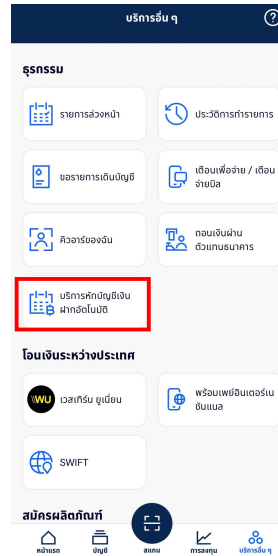 บริการอื่น ๆ
ธุรกรรม
รายการล่วงหน้า
ประวัติการทำรายการ
ขอรายการเดินบัญชี
เตือนเพื่อจ่าย / เตือน
จ่ายบิล
คิวอาร์ของฉัน
ถอนเงินผ่าน
ตัวแทนธนาคาร
บริการหักบัญชีเงิน
ฝากอัตโนมัติ
โอนเงินระหว่างประเทศ
WU
เวสเทิร์น ยูเนี่ยน
พร้อมเพย์อินเตอร์เน
ชันแนล
SWIFT
สมัครผลิตภัณฑ์
หน้าแรก
บัญชี
สแกน
การลงทุน
บริการอื่น ๆ